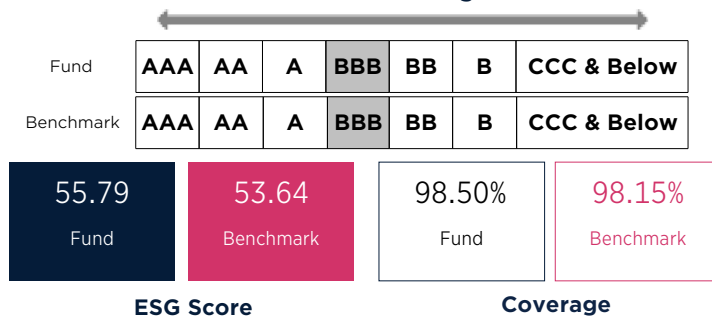 Fund AAA AA A BBB BB B CCC & Below
Benchmark AAA AA A BBB BB B CCC & Below
55.79 53.64 98.50% 98.15%
Fund Benchmark Fund Benchmark
ESG Score Coverage